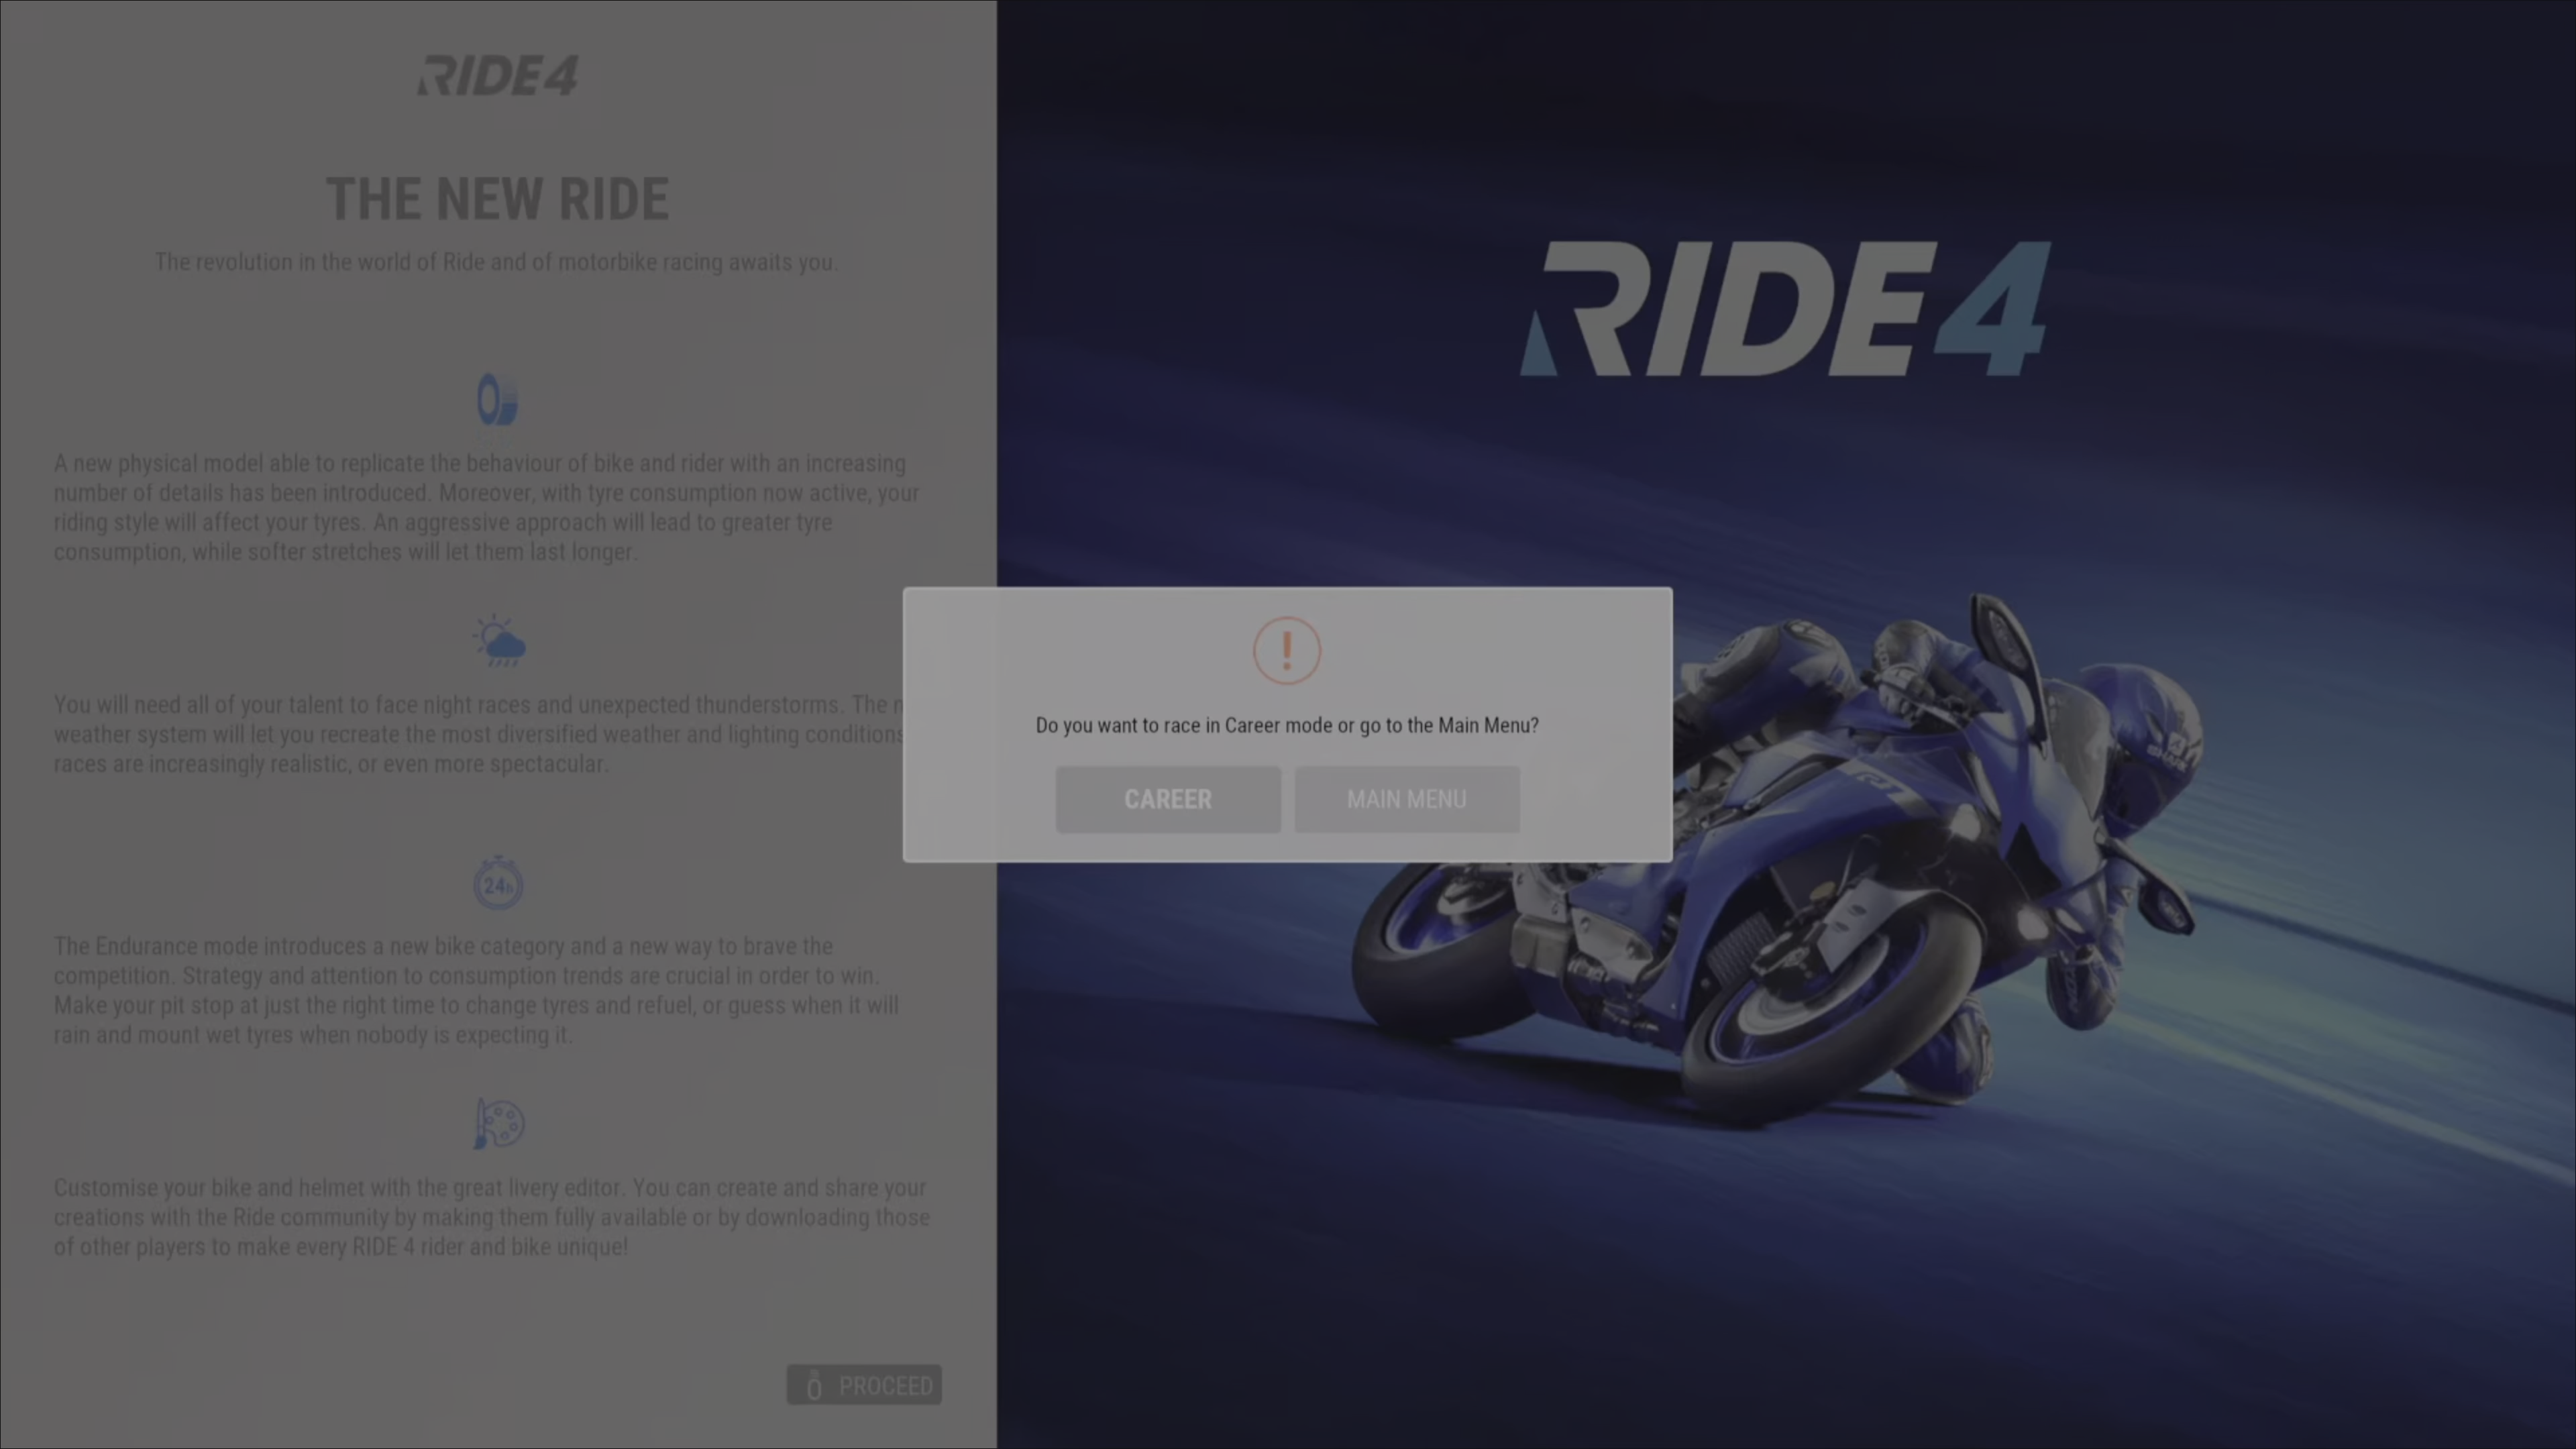 RIDE 4
THE NEW RIDE
The revolution in the world of Ride and of motorbike racing awaits you.
A new physical model able to replicate the behaviour of bike and rider with an increasing
number of details has been introduced. Moreover, with tyre consumption now active, your
riding style will affect your tyres. An aggressive approach will lead to greater tyre
consumption, while softer stretches will let them last longer.
You will need all of your talent to face night races and unexpected thunderstorms. The
weather system will let you recreate the most diversified weather and lighting conditions
races are increasingly realistic, or even more spectacular.
24h
The Endurance mode introduces a new bike category and a new way to brave the
competition. Strategy and attention to consumption trends are crucial in order to win.
Make your pit stop at just the right time to change tyres and refuel, or guess when it will
rain and mount wet tyres when nobody is expecting it.
Customise your bike and helmet with the great livery editor. You can create and share your
creations with the Ride community by making them fully available or by downloading those
of other players to make every RIDE 4 rider and bike unique!
PROCEED
RIDE 4
Do you want to race in Career mode or go to the Main Menu?
CAREER
MAIN MENU